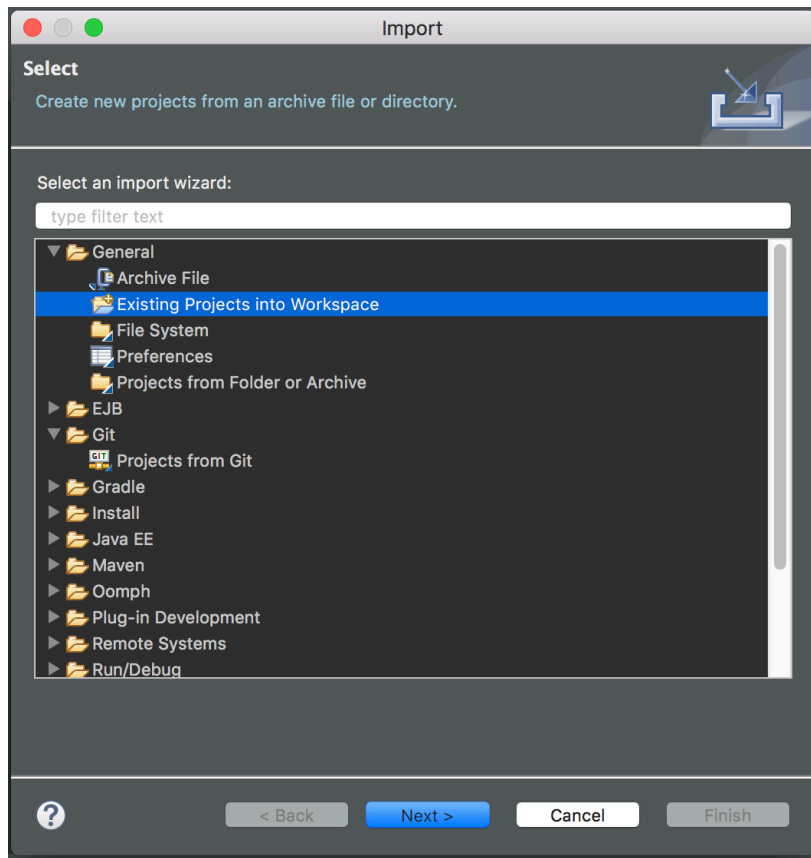 Import
Select
Create new projects from an archive file or directory.
Select an import wizard:
type filter text
General
Archive File
Existing Projects into Workspace
File System
Preferences
Projects from Folder or Archive
EJB
Git
GIT Projects from Git
Gradle
Install
Java EE
Maven
Oomph
Plug-in Development
Remote Systems
Run/Debug
? < Back Next > Cancel Finish